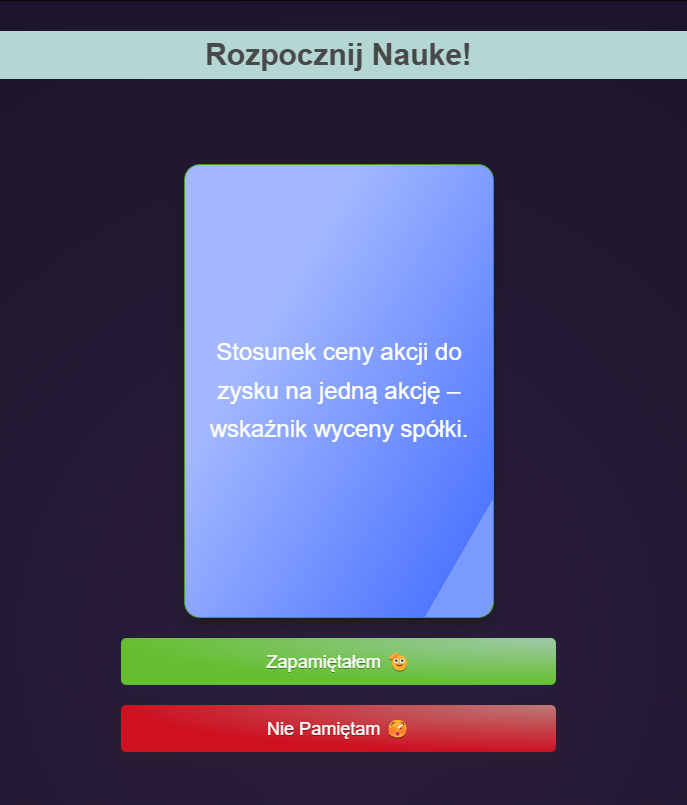 Rozpocznij Nauke!
Stosunek ceny akcji do
zysku na jedną akcję –
wskaźnik wyceny spółki.
Zapamiętałem
Nie Pamiętam